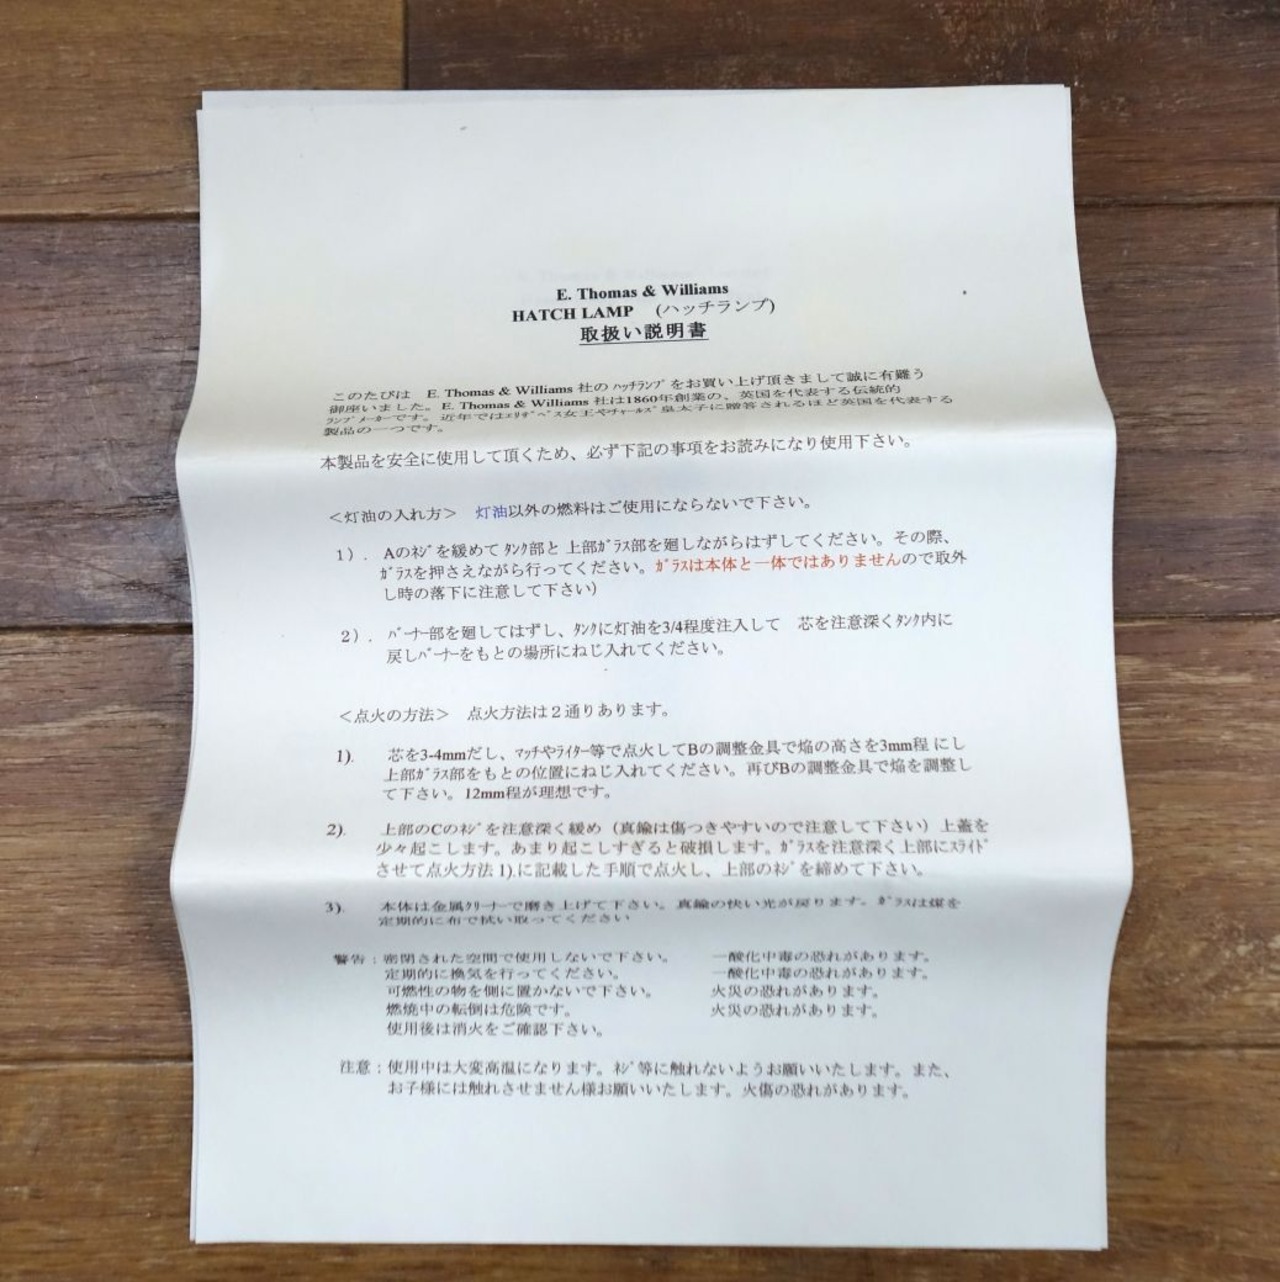 E. Thomas & Williams
HATCH LAMP (ハッチランプ)
取扱い説明書
このたびは E. Thomas & Williams 社の ﾊｯﾁﾗﾝﾌﾟ をお買い上げ頂きまして誠に有難う
御座いました。E. Thomas & Williams 社は1860年創業の、英国を代表する伝統的
ﾗﾝﾌﾟﾒｰｶｰです。近年ではｴﾘｻﾞﾍﾞｽ女王やﾁｬｰﾙｽﾞ皇太子に贈答されるほど英国を代表する
製品の一つです。
本製品を安全に使用して頂くため、必ず下記の事項をお読みになり使用下さい。
＜灯油の入れ方＞ 灯油以外の燃料はご使用にならないで下さい。
1）. Aのﾈｼﾞを緩めて ﾀﾝｸ部と 上部ｶﾞﾗｽ部を廻しながらはずしてください。その際、
ｶﾞﾗｽを押さえながら行ってください。ｶﾞﾗｽは本体と一体ではありませんので取外
し時の落下に注意して下さい）
2）. ﾊﾞｰﾅｰ部を廻してはずし、ﾀﾝｸに灯油を3/4程度注入して 芯を注意深くﾀﾝｸ内に
戻しﾊﾞｰﾅｰをもとの場所にねじ入れてください。
＜点火の方法＞ 点火方法は２通りあります。
1). 芯を3-4mmだし、ﾏｯﾁやﾗｲﾀｰ等で点火してBの調整金具で焔の高さを3mm程 にし
上部ｶﾞﾗｽ部をもとの位置にねじ入れてください。再びBの調整金具で焔を調整し
て下さい。12mm程が理想です。
2). 上部のCのﾈｼﾞを注意深く緩め（真鍮は傷つきやすいので注意して下さい）上蓋を
少々起こします。あまり起こしすぎると破損します。ｶﾞﾗｽを注意深く上部にｽﾗｲﾄﾞ
させて点火方法 1).に記載した手順で点火し、上部のﾈｼﾞを締めて下さい。
3). 本体は金属ｸﾘｰﾅｰで磨き上げて下さい。真鍮の快い光が戻ります。ｶﾞﾗｽは煤を
定期的に布で拭い取ってください
警告：密閉された空間で使用しないで下さい。 一酸化中毒の恐れがあります。
定期的に換気を行ってください。 一酸化中毒の恐れがあります。
可燃性の物を側に置かないで下さい。 火災の恐れがあります。
燃焼中の転倒は危険です。 火災の恐れがあります。
使用後は消火をご確認下さい。
注意：使用中は大変高温になります。ﾈｼﾞ等に触れないようお願いいたします。また、
お子様には触れさせません様お願いいたします。火傷の恐れがあります。